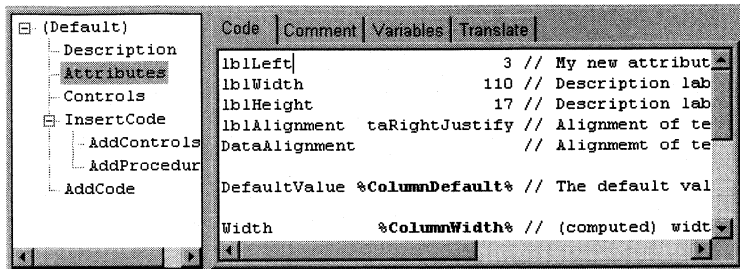 (Default)
Description
Attributes
Controls
InsertCode
AddControls
AddProcedur
AddCode
Code Comment Variables Translate
lblLeft 3 // My new attribut
lblWidth 110 // Description lab
lblHeight 17 // Description lab
lblAlignment taRightJustify // Alignment of te
DataAlignment // Alignmemt of te
DefaultValue %ColumnDefault% // The default val
Width %ColumnWidth% // (computed) widt